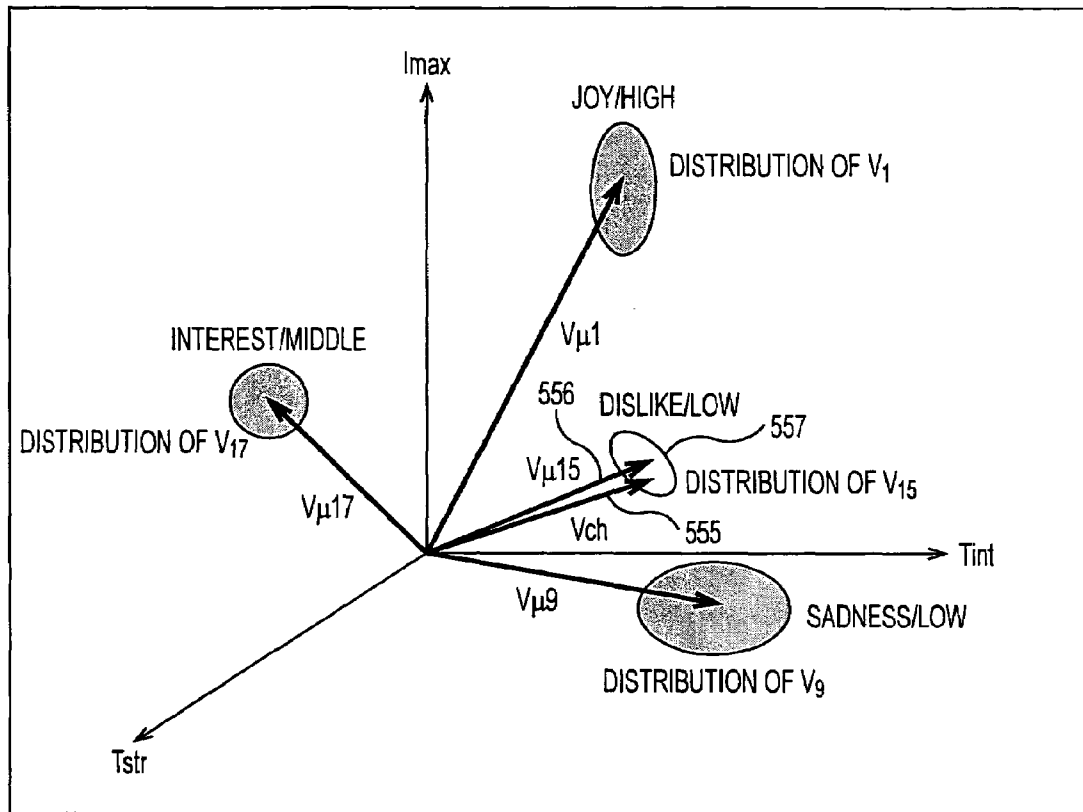 Imax
JOY/HIGH
DISTRIBUTION OF V1
Vμ1
INTEREST/MIDDLE
DISTRIBUTION OF V17
Vμ17
556
DISLIKE/LOW
557
Vμ15
DISTRIBUTION OF V15
Vch
555
Tint
Vμ9
SADNESS/LOW
DISTRIBUTION OF V9
Tstr